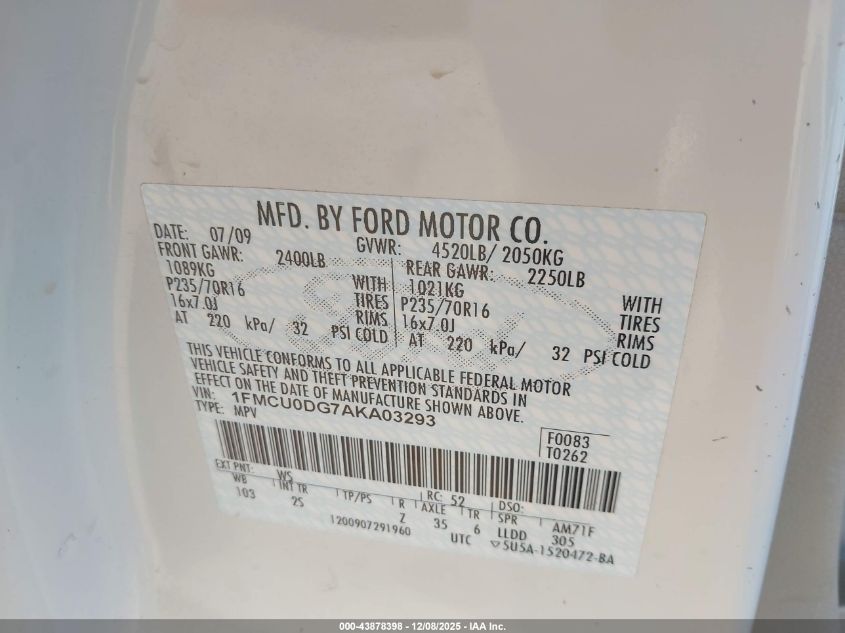 MFD. BY FORD MOTOR CO.
DATE: 07/09 GVWR: 4520LB/ 2050KG
FRONT GAWR: 2400LB REAR GAWR: 2250LB
1089KG WITH 1021KG WITH
P235/70R16 TIRES P235/70R16 TIRES
16x7.0J RIMS 16x7.0J RIMS
AT 220 kPa/ 32 PSI COLD AT 220 kPa/ 32 PSI COLD
THIS VEHICLE CONFORMS TO ALL APPLICABLE FEDERAL MOTOR
VEHICLE SAFETY AND THEFT PREVENTION STANDARDS IN
EFFECT ON THE DATE OF MANUFACTURE SHOWN ABOVE.
VIN: 1FMCU0DG7AKA03293
TYPE: MPV
F0083
T0262
EXT PNT: WS RC: 52 DSO:
WB INT TR TP/PS R AXLE TR SPR AM71F
103 2S Z 35 6 LLDD 305
1200907291960 UTC ▽5U5A-1520472-BA
000-43878398 - 12/08/2025 - IAA Inc.